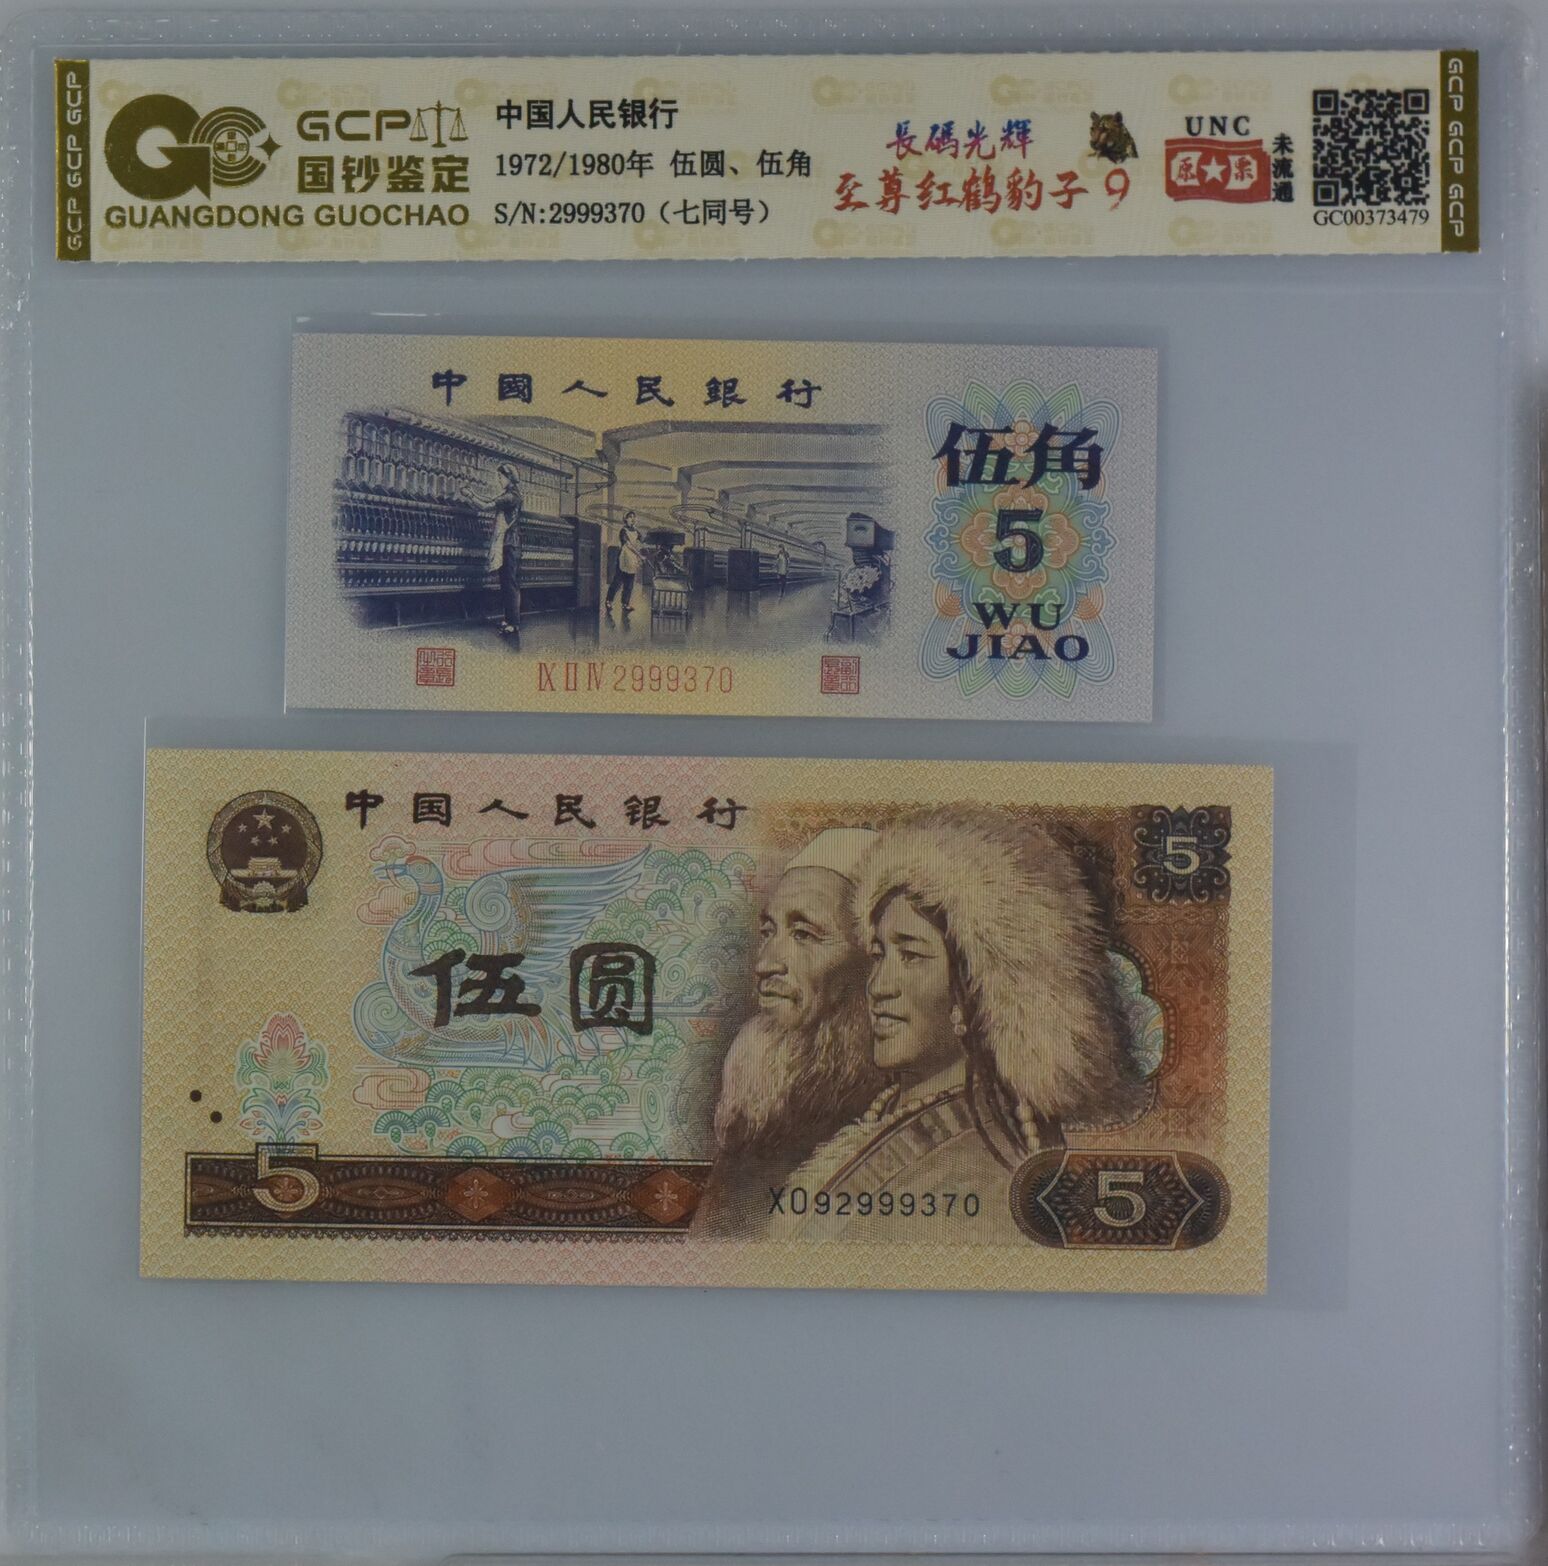 GCP GCP GCP
GCP
国钞鉴定
GUANGDONG GUOCHAO
中国人民银行
1972/1980年 伍圆、伍角
S/N:2999370（七同号）
長碼光輝
至尊红鹤豹子9
UNC
原★票
未流通
GC00373479
GCP GCP GCP
中國人民銀行
伍角
5
WU
JIAO
IX II IV 2999370
中国人民银行
5
伍圆
5
X092999370
5